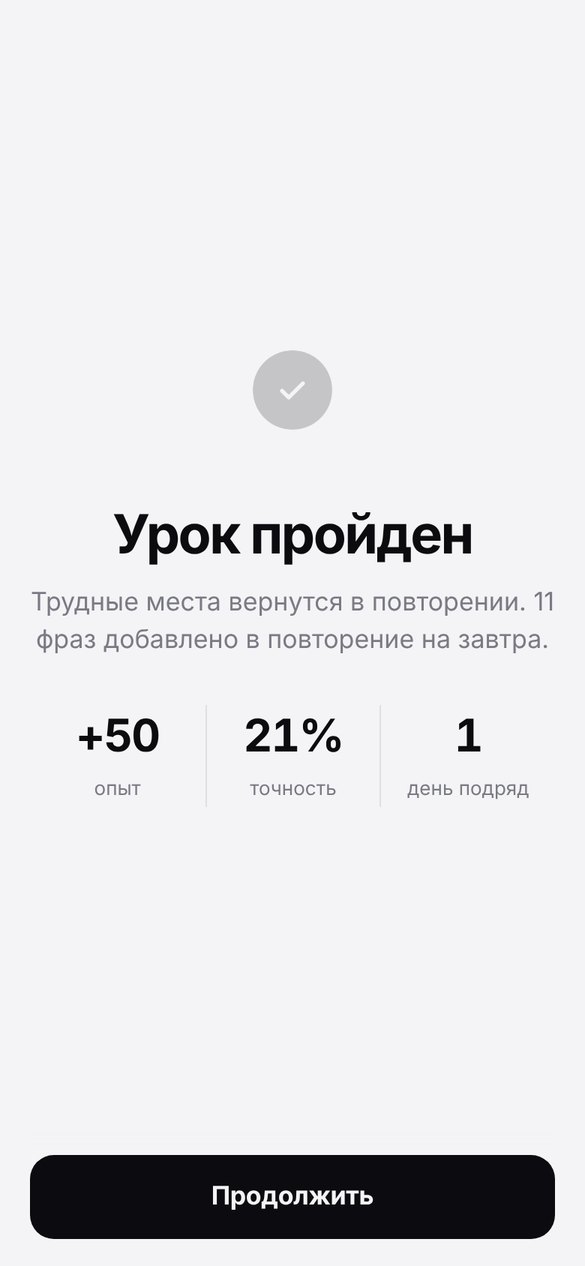 Урок пройден
Трудные места вернутся в повторении. 11
фраз добавлено в повторение на завтра.
+50
опыт
21%
точность
1
день подряд
Продолжить